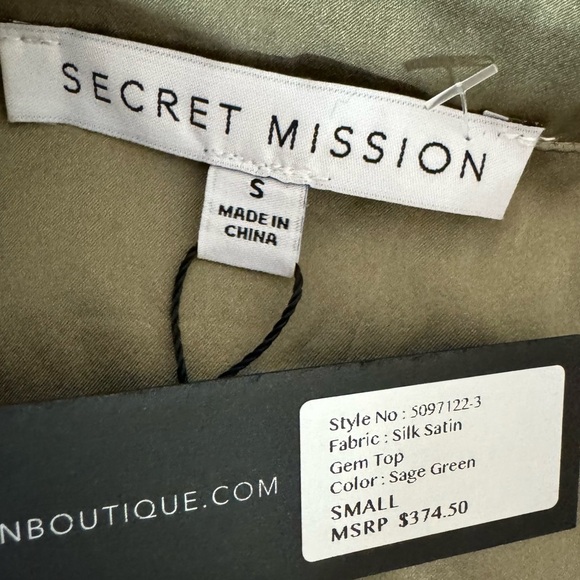 SECRET MISSION
S
MADE IN
CHINA
Style No : 5097122-3
Fabric : Silk Satin
Gem Top
Color : Sage Green
SMALL
MSRP $374.50
NBOUTIQUE.COM